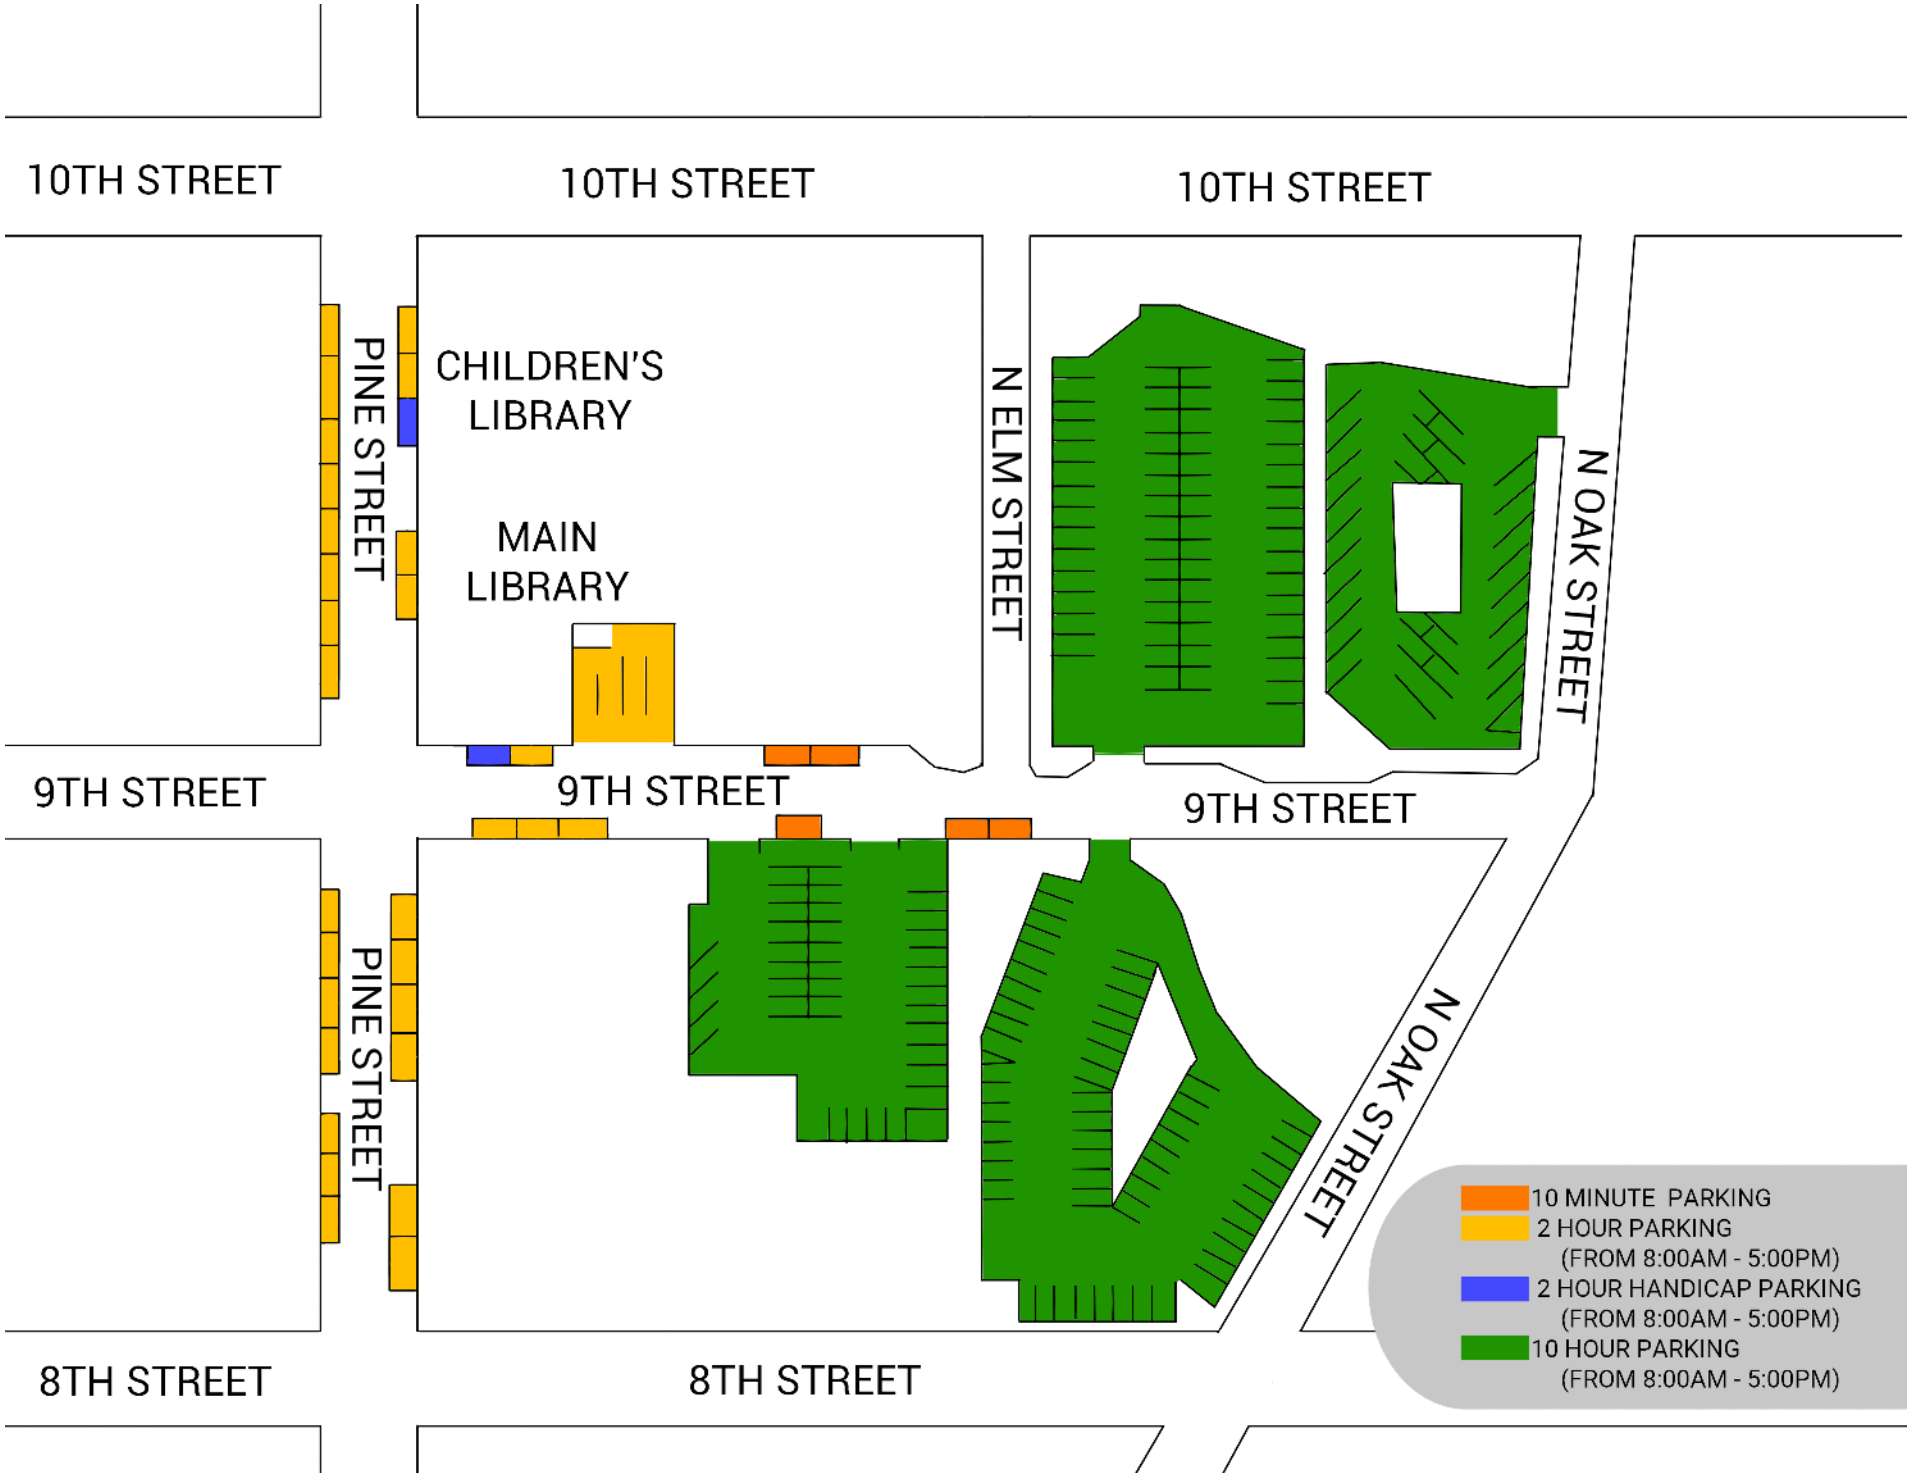 10TH STREET
10TH STREET
10TH STREET
PINE STREET
CHILDREN'S
LIBRARY
MAIN
LIBRARY
N ELM STREET
N OAK STREET
9TH STREET
9TH STREET
9TH STREET
PINE STREET
N OAK STREET
10 MINUTE PARKING
2 HOUR PARKING
(FROM 8:00AM - 5:00PM)
2 HOUR HANDICAP PARKING
(FROM 8:00AM - 5:00PM)
10 HOUR PARKING
(FROM 8:00AM - 5:00PM)
8TH STREET
8TH STREET